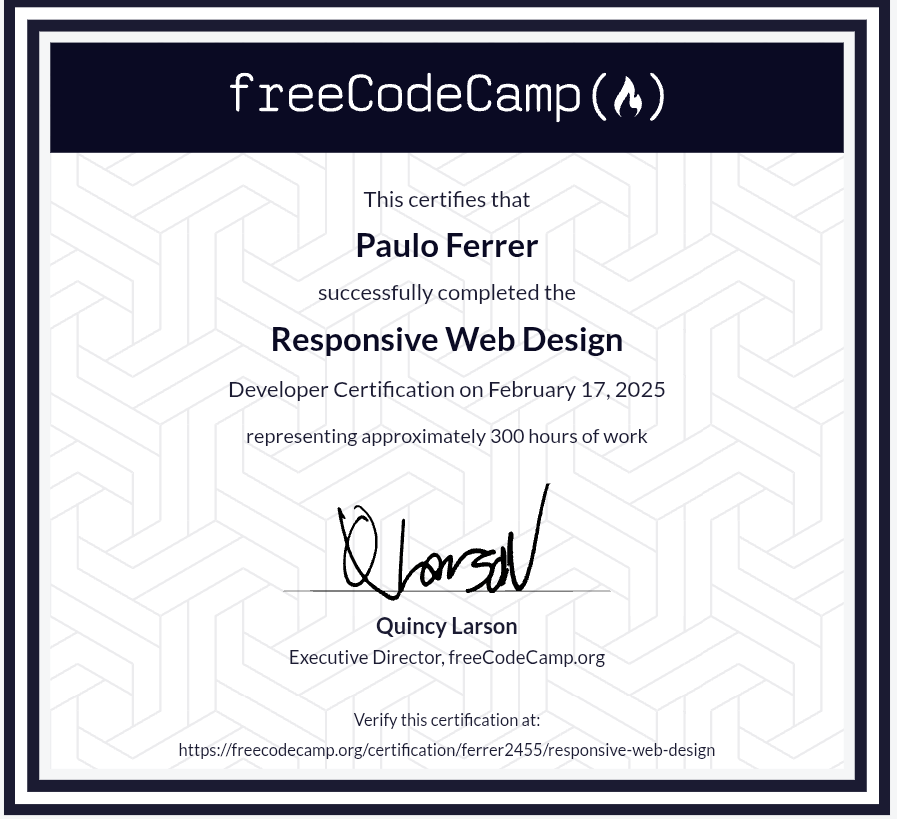 freeCodeCamp
This certifies that
Paulo Ferrer
successfully completed the
Responsive Web Design
Developer Certification on February 17, 2025
representing approximately 300 hours of work
Q Larson
Quincy Larson
Executive Director, freeCodeCamp.org
Verify this certification at:
https://freecodecamp.org/certification/ferrer2455/responsive-web-design